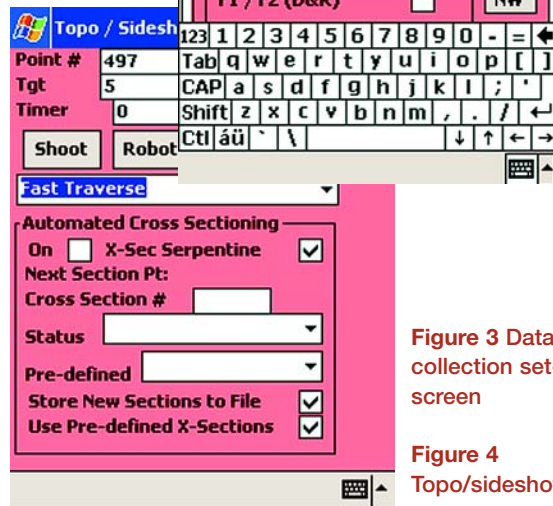 F1 / F2 (D&R)
NW
123 1 2 3 4 5 6 7 8 9 0 - =
Tab q w e r t y u i o p [ ]
CAP a s d f g h j k l ; '
Shift z x c v b n m , . /
Ctl áü ` \
Topo / Sidesh
Point # 497
Tgt 5
Timer 0
Shoot Robot
Fast Traverse
Automated Cross Sectioning
On X-Sec Serpentine
Next Section Pt:
Cross Section #
Status
Pre-defined
Store New Sections to File
Use Pre-defined X-Sections
Figure 3 Data
collection set
screen
Figure 4
Topo/sidesho